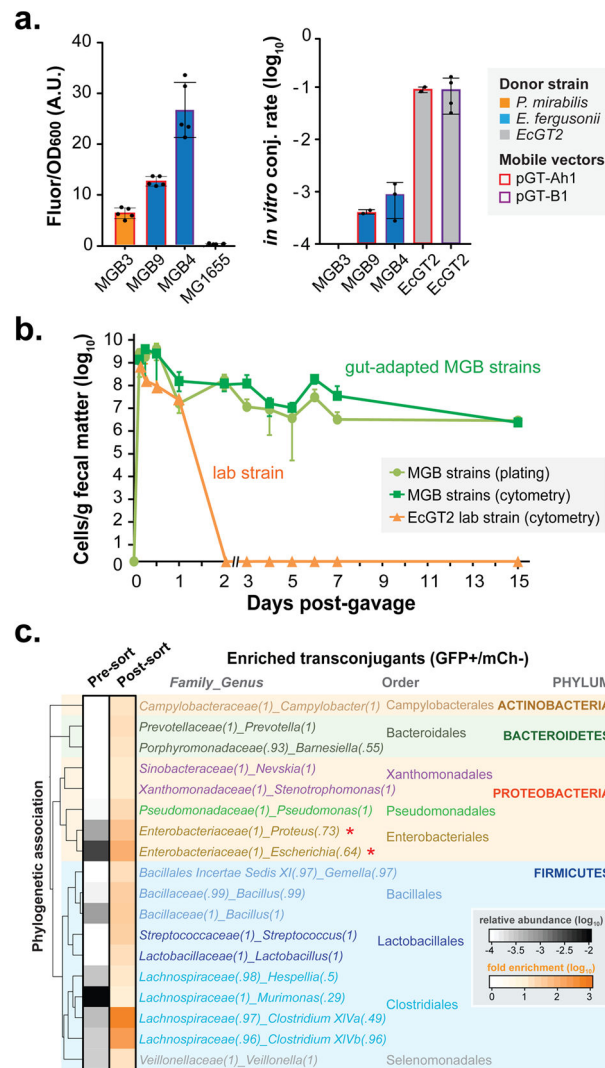 a.
Fluor/OD600 (A.U.)
40
30
20
10
0
MGB3
MGB9
MGB4
MG1655
in vitro conj. rate (log10)
0
-1
-2
-3
-4
MGB3
MGB9
MGB4
EcGT2
EcGT2
Donor strain
P. mirabilis
E. fergusonii
EcGT2
Mobile vectors
pGT-Ah1
pGT-B1
b.
Cells/g fecal matter (log10)
10
9
8
7
6
5
4
3
2
1
0
gut-adapted MGB strains
lab strain
MGB strains (plating)
MGB strains (cytometry)
EcGT2 lab strain (cytometry)
0 1 2 3 4 5 6 7 15
Days post-gavage
c.
Pre-sort
Post-sort
Enriched transconjugants (GFP+/mCh-)
Family_Genus Order PHYLUM
Phylogenetic association
Campylobacteraceae(1)_Campylobacter(1) Campylobacterales ACTINOBACTERIA
Prevotellaceae(1)_Prevotella(1) Bacteroidales BACTEROIDETES
Porphyromonadaceae(.93)_Barnesiella(.55)
Sinobacteraceae(1)_Nevskia(1) Xanthomonadales
Xanthomonadaceae(1)_Stenotrophomonas(1) PROTEOBACTERIA
Pseudomonadaceae(1)_Pseudomonas(1) Pseudomonadales
Enterobacteriaceae(1)_Proteus(.73) * Enterobacteriales
Enterobacteriaceae(1)_Escherichia(.64) *
Bacillales Incertae Sedis XI(.97)_Gemella(.97) FIRMICUTES
Bacillaceae(.99)_Bacillus(.99) Bacillales
Bacillaceae(1)_Bacillus(1)
Streptococcaceae(1)_Streptococcus(1) Lactobacillales
Lactobacillaceae(1)_Lactobacillus(1)
Lachnospiraceae(.98)_Hespellia(.5)
Lachnospiraceae(1)_Murimonas(.29) Clostridiales
Lachnospiraceae(.97)_Clostridium XIVa(.49)
Lachnospiraceae(.96)_Clostridium XIVb(.96)
Veillonellaceae(1)_Veillonella(1) Selenomonadales
relative abundance (log10)
-4 -3.5 -3 -2.5 -2
fold enrichment (log10)
0 1 2 3